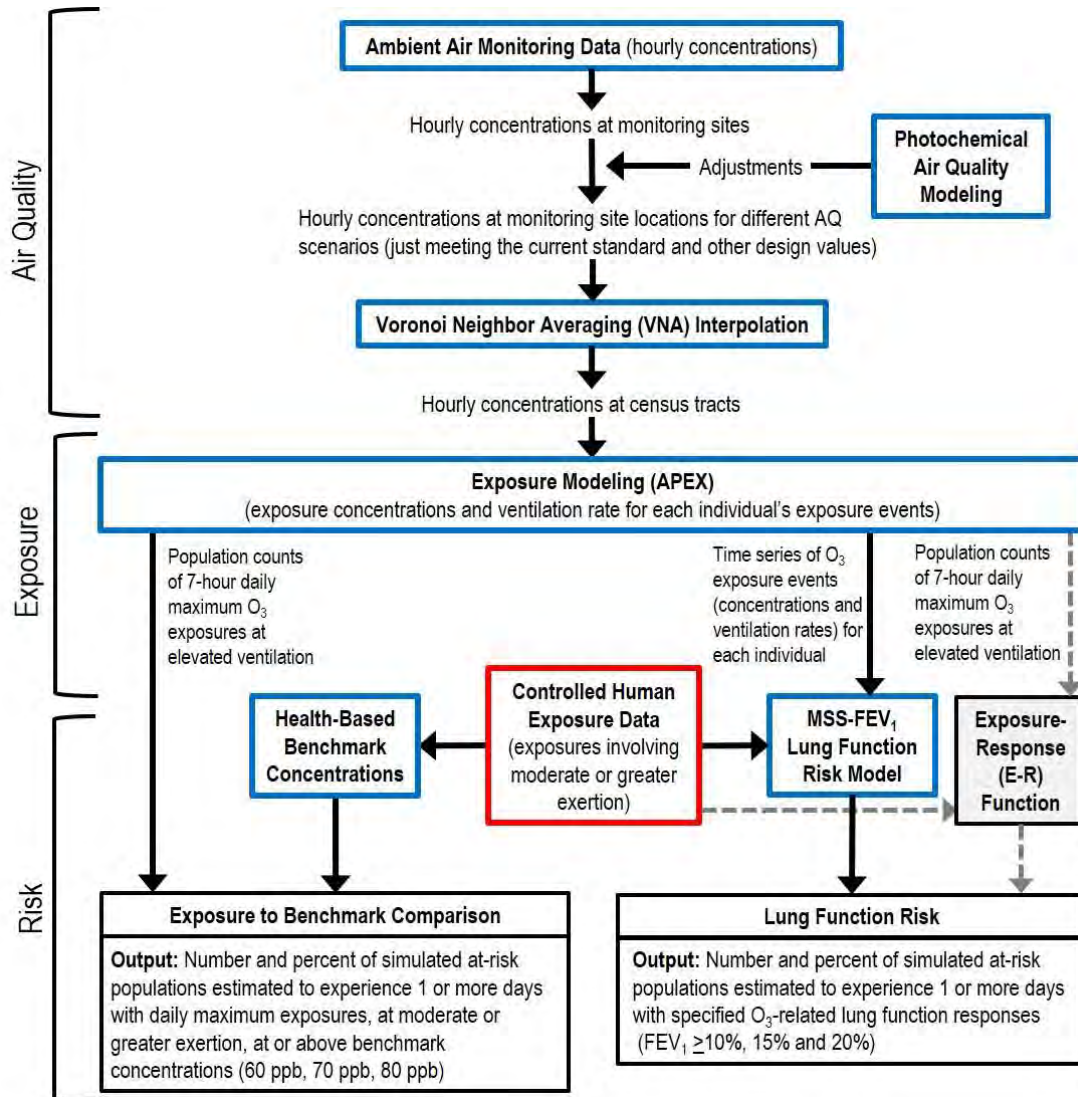 Air Quality
Ambient Air Monitoring Data (hourly concentrations)
Hourly concentrations at monitoring sites
Adjustments
Photochemical
Air Quality
Modeling
Hourly concentrations at monitoring site locations for different AQ
scenarios (just meeting the current standard and other design values)
Voronoi Neighbor Averaging (VNA) Interpolation
Hourly concentrations at census tracts
Exposure
Exposure Modeling (APEX)
(exposure concentrations and ventilation rate for each individual's exposure events)
Population counts
of 7-hour daily
maximum O₃
exposures at
elevated ventilation
Time series of O₃
exposure events
(concentrations and
ventilation rates) for
each individual
Population counts
of 7-hour daily
maximum O₃
exposures at
elevated ventilation
Risk
Health-Based
Benchmark
Concentrations
Controlled Human
Exposure Data
(exposures involving
moderate or greater
exertion)
MSS-FEV₁
Lung Function
Risk Model
Exposure-
Response
(E-R)
Function
Exposure to Benchmark Comparison
Output: Number and percent of simulated at-risk
populations estimated to experience 1 or more days
with daily maximum exposures, at moderate or
greater exertion, at or above benchmark
concentrations (60 ppb, 70 ppb, 80 ppb)
Lung Function Risk
Output: Number and percent of simulated at-risk
populations estimated to experience 1 or more days
with specified O₃-related lung function responses
(FEV₁ ≥10%, 15% and 20%)